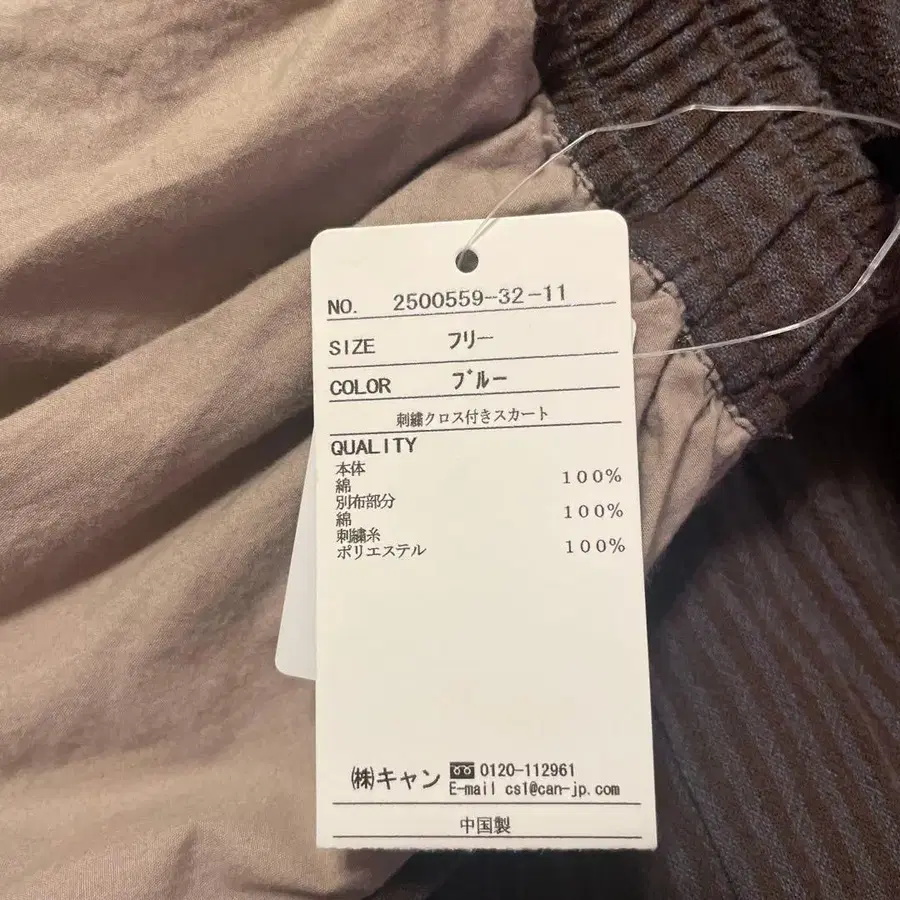 NO. 2500559-32-11
SIZE フリー
COLOR ブルー
刺繍クロス付きスカート
QUALITY
本体
綿 100%
別布部分
綿 100%
刺繍糸
ポリエステル 100%
㈱キャン 0120-112961
E-mail cs1@can-jp.com
中国製